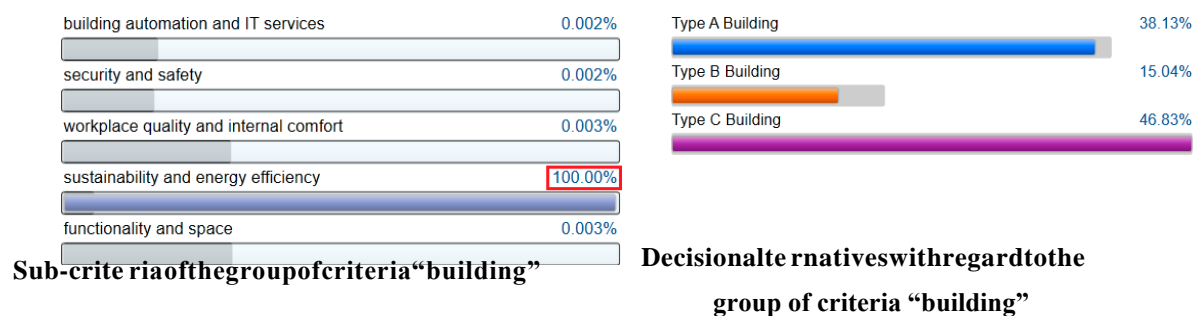 building automation and IT services 0.002%
security and safety 0.002%
workplace quality and internal comfort 0.003%
sustainability and energy efficiency 100.00%
functionality and space 0.003%
Sub-crite riaofthegroupofcriteria“building”
Type A Building 38.13%
Type B Building 15.04%
Type C Building 46.83%
Decisionalte rnativeswithregardtothe
group of criteria “building”